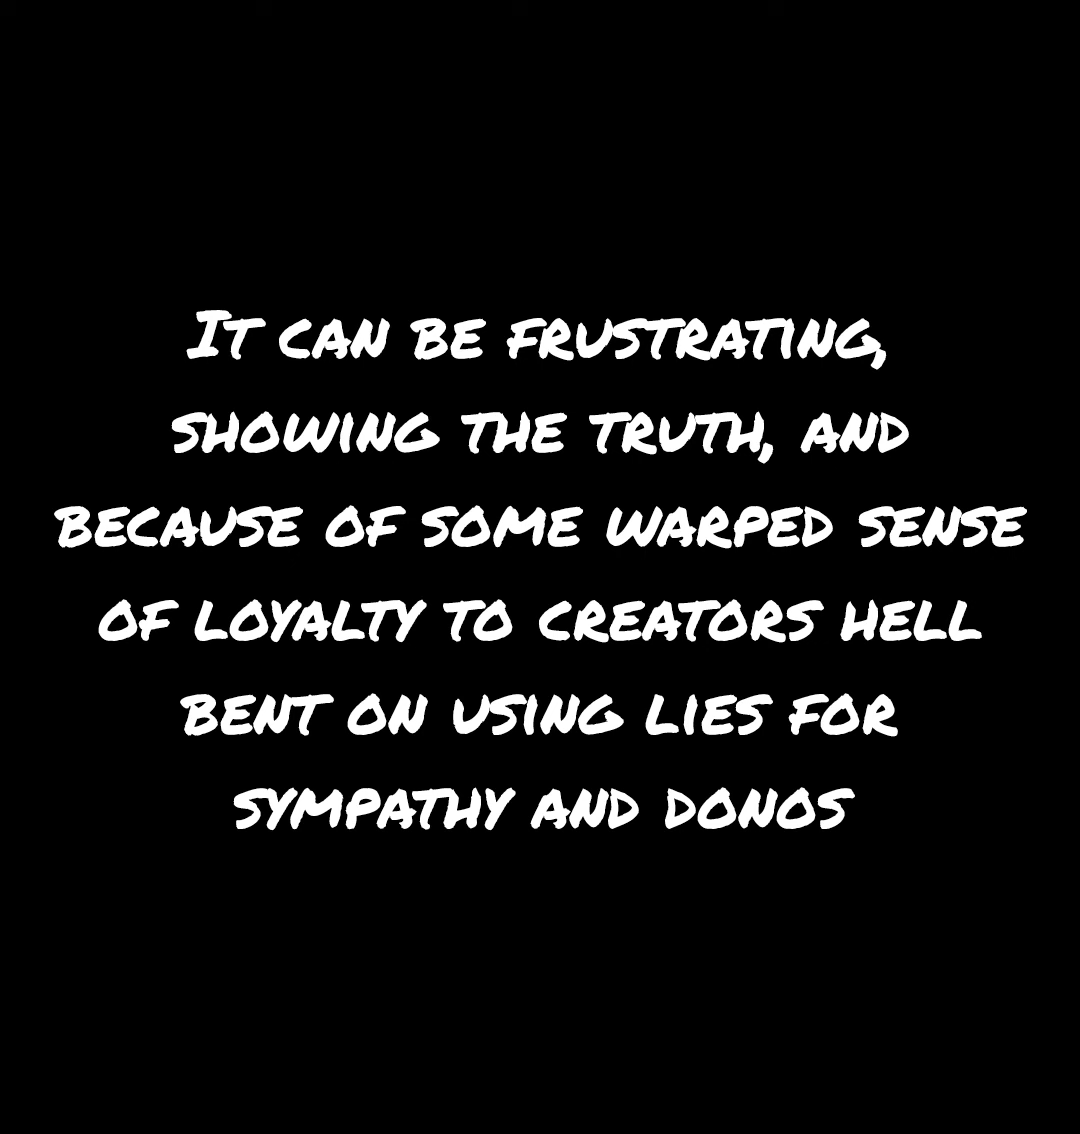 It can be frustrating,
showing the truth, and
because of some warped sense
of loyalty to creators hell
bent on using lies for
sympathy and donos